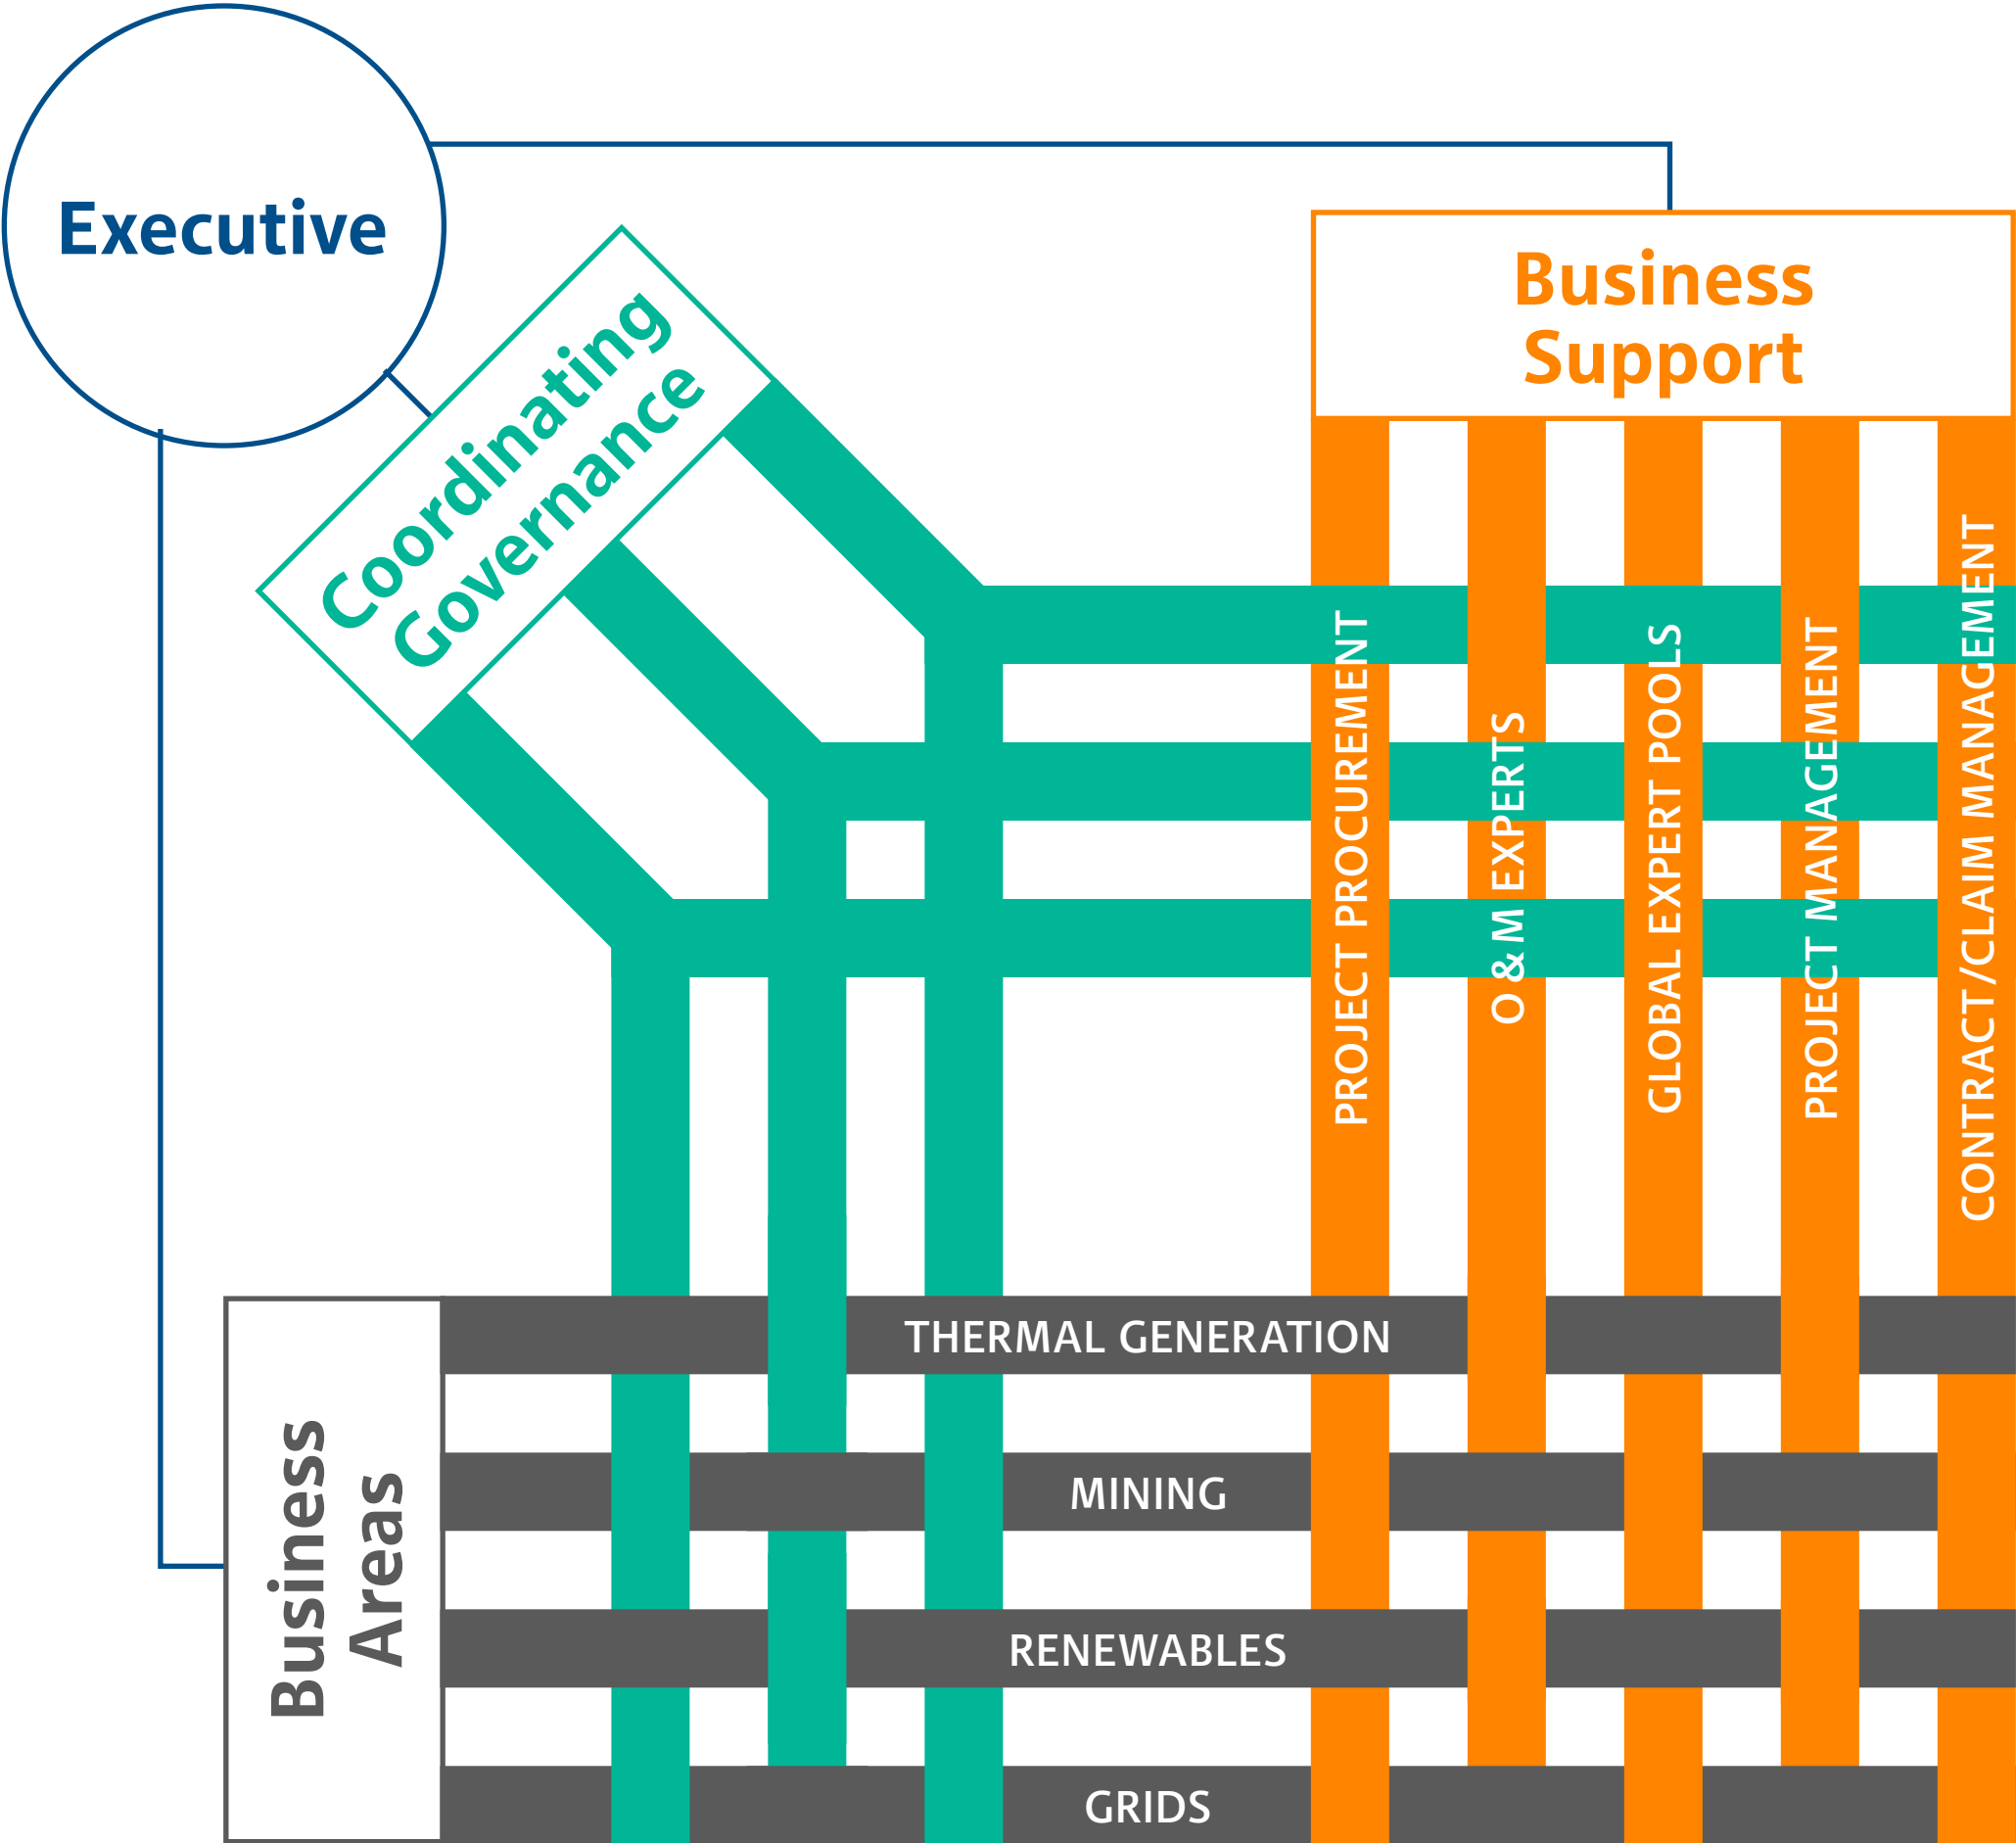 Executive
Coordinating
Governance
Business
Support
PROJECT PROCUREMENT
O & M EXPERTS
GLOBAL EXPERT POOLS
PROJECT MANAGEMENT
CONTRACT/CLAIM MANAGEMENT
Business
Areas
THERMAL GENERATION
MINING
RENEWABLES
GRIDS